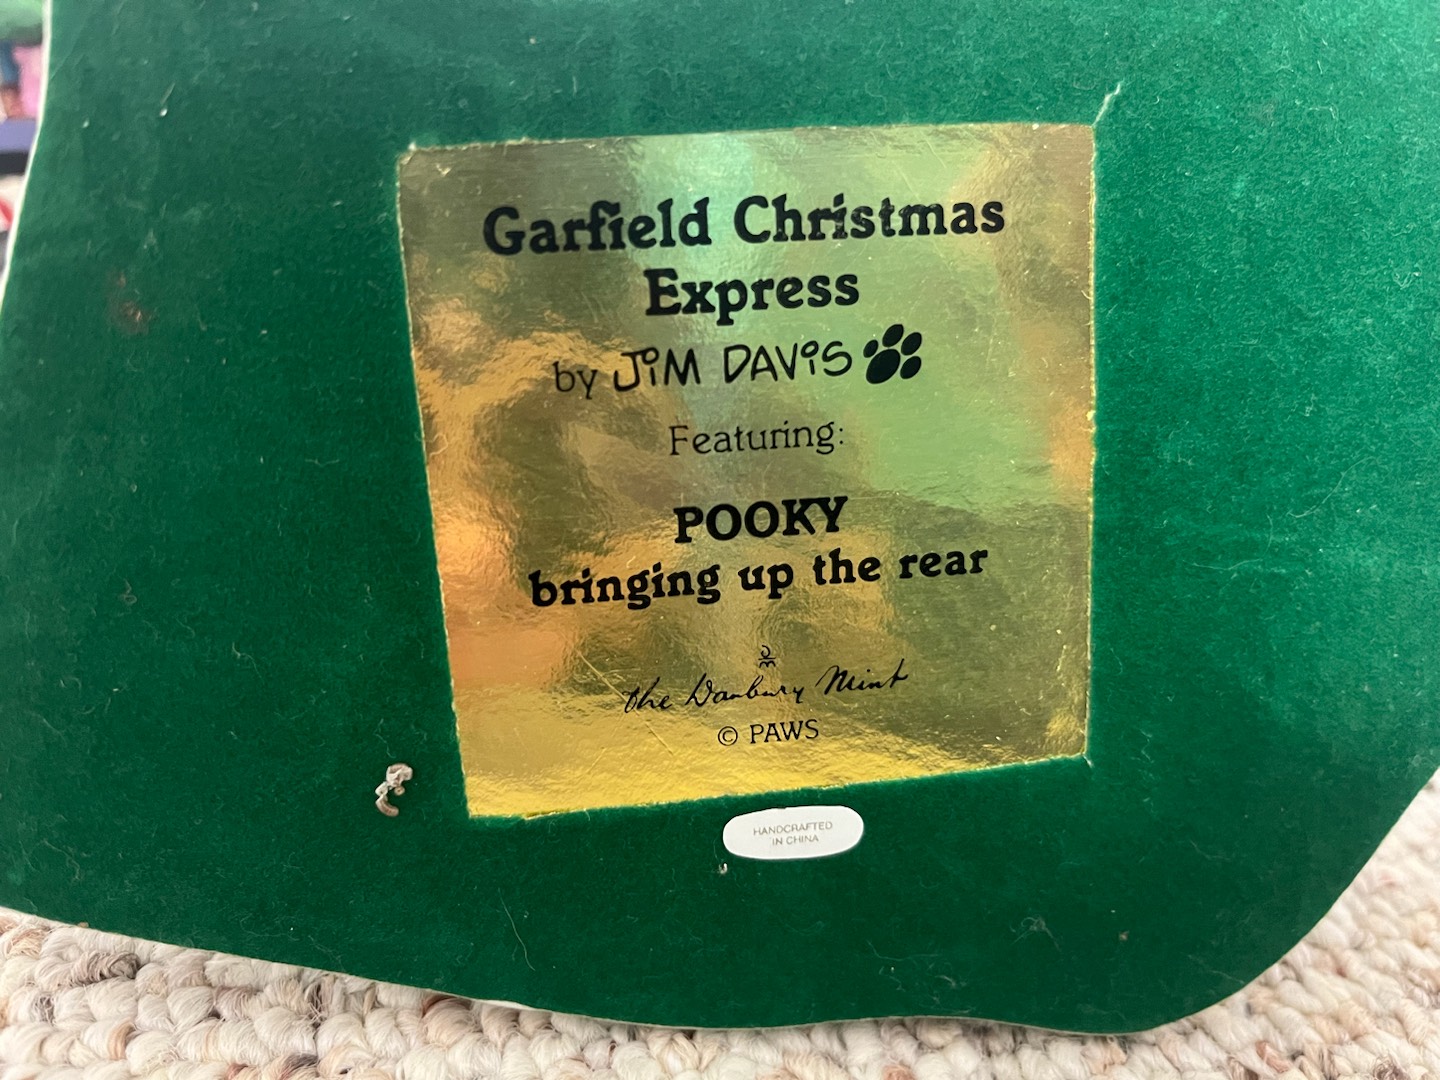 Garfield Christmas
Express
by JiM DAViS
Featuring:
POOKY
bringing up the rear
the Danbury Mint
© PAWS
HANDCRAFTED
IN CHINA